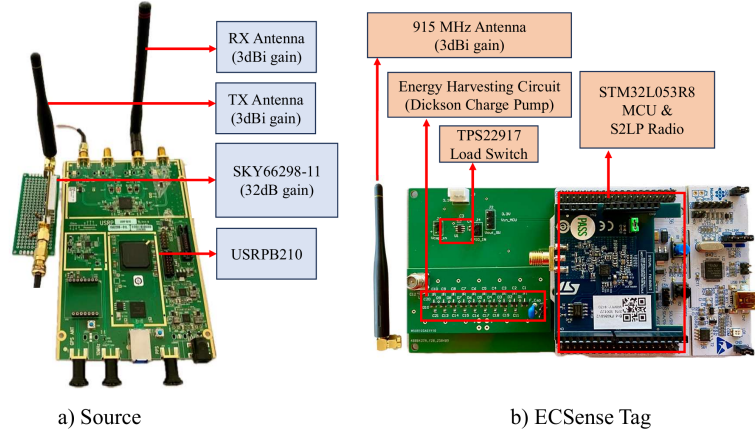 RX Antenna
(3dBi gain)
TX Antenna
(3dBi gain)
SKY66298-11
(32dB gain)
USRPB210
a) Source
915 MHz Antenna
(3dBi gain)
Energy Harvesting Circuit
(Dickson Charge Pump)
TPS22917
Load Switch
STM32L053R8
MCU &
S2LP Radio
PASS
b) ECSense Tag